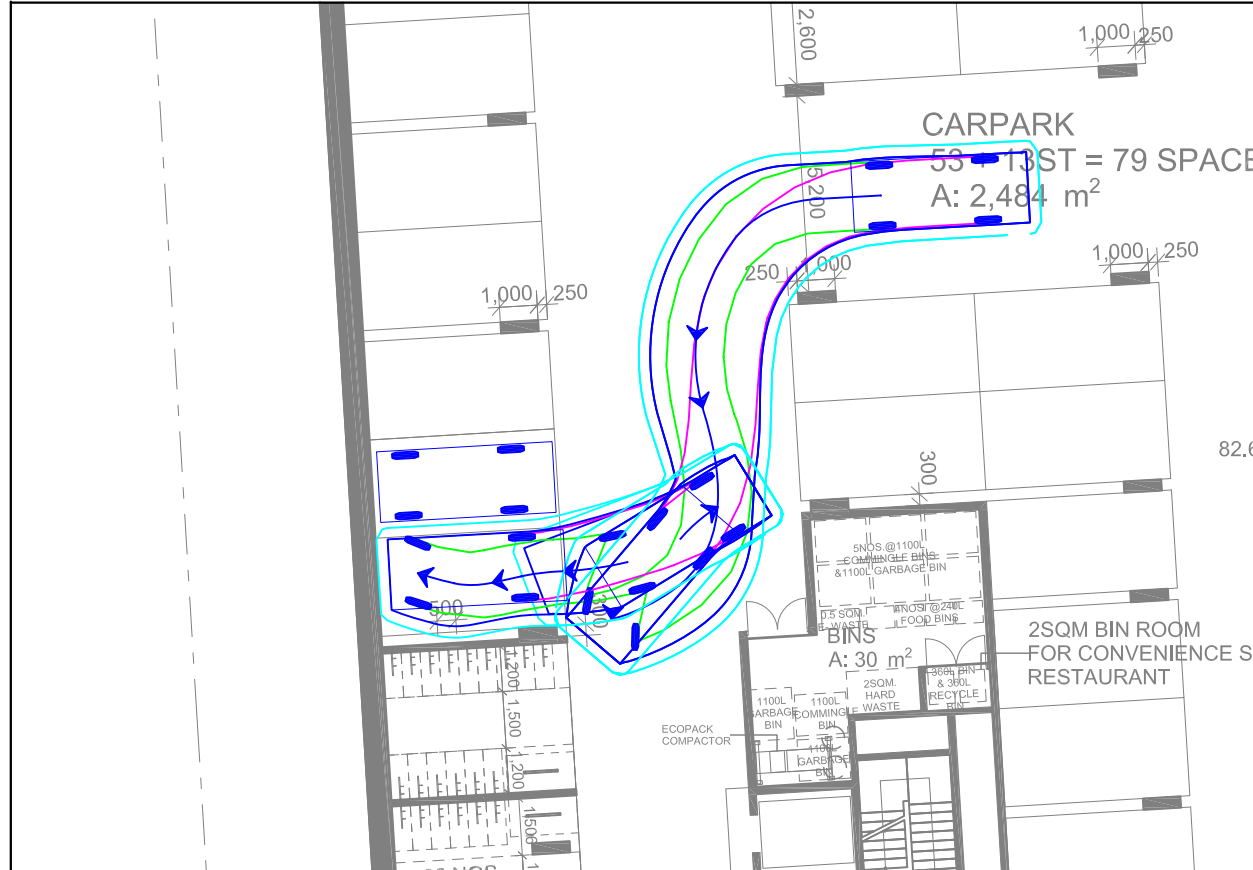 2,600
1,000 250
CARPARK
53 + 13ST = 79 SPACE
A: 2,484 m²
5,200
250 1,000
1,000 250
1,000 250
82.6
300
5NOS.@1100L
COMMINGLE BINS
&1100L GARBAGE BIN
0.5 SQM.
E-WASTE
4NOS.@240L
FOOD BINS
500
300
BINS
A: 30 m²
2SQM BIN ROOM
FOR CONVENIENCE S
RESTAURANT
360L BIN
& 360L
RECYCLE
BIN
2SQM.
HARD
WASTE
1100L
GARBAGE
BIN
1100L
COMMINGLE
BIN
ECOPACK
COMPACTOR
1100L
GARBAGE
BIN
1,200
1,500
1,200
1,500